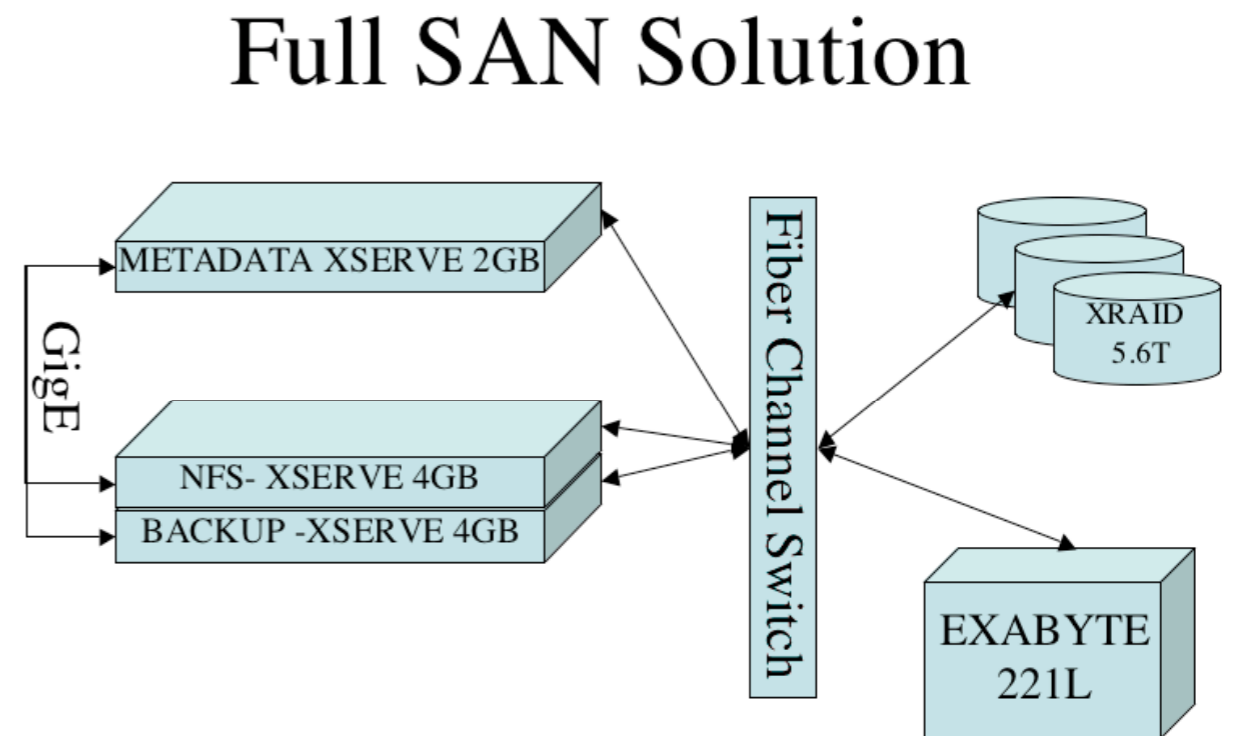 Full SAN Solution
METADATA XSERVE 2GB
GigE
NFS- XSERVE 4GB
BACKUP -XSERVE 4GB
Fiber Channel Switch
XRAID
5.6T
EXABYTE
221L